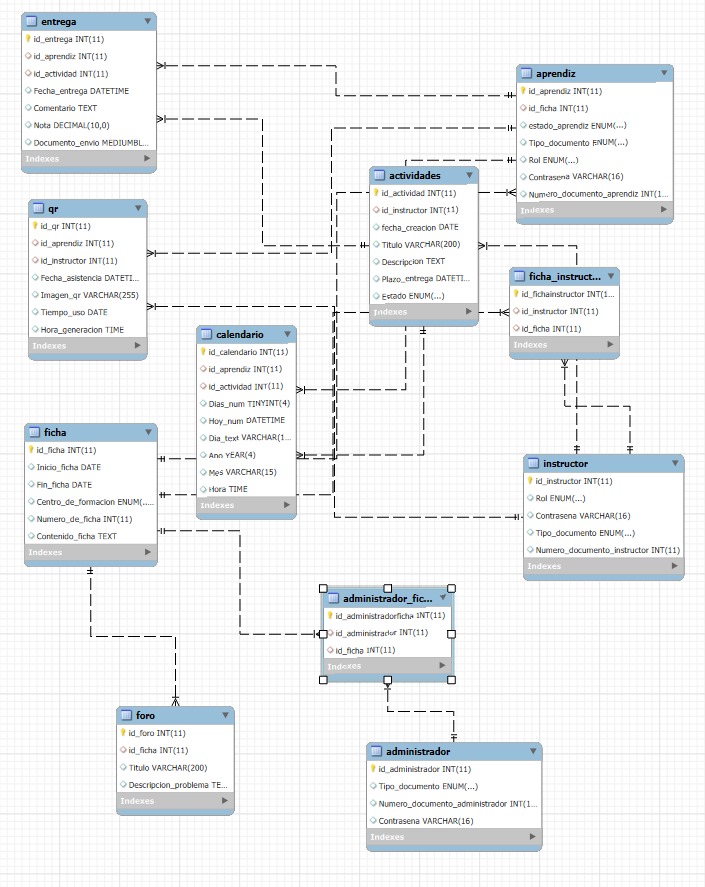 entrega
id_entrega INT(11)
id_aprendiz INT(11)
id_actividad INT(11)
Fecha_entrega DATETIME
Comentario TEXT
Nota DECIMAL(10,0)
Documento_envio MEDIUMBL...
Indexes
aprendiz
id_aprendiz INT(11)
id_ficha INT(11)
estado_aprendiz ENUM(...)
Tipo_documento ENUM(...)
Rol ENUM(...)
Contrasena VARCHAR(16)
Numero_documento_aprendiz INT(1...
Indexes
actividades
id_actividad INT(11)
id_instructor INT(11)
fecha_creacion DATE
Titulo VARCHAR(200)
Descripcion TEXT
Plazo_entrega DATETI...
Estado ENUM(...)
Indexes
qr
id_qr INT(11)
id_aprendiz INT(11)
id_instructor INT(11)
Fecha_asistencia DATETI...
Imagen_qr VARCHAR(255)
Tiempo_uso DATE
Hora_generacion TIME
Indexes
ficha_instruct...
id_fichainstructor INT(1...
id_instructor INT(11)
id_ficha INT(11)
Indexes
calendario
id_calendario INT(11)
id_aprendiz INT(11)
id_actividad INT(11)
Dias_num TINYINT(4)
Hoy_num DATETIME
Dia_text VARCHAR(1...
Ano YEAR(4)
Mes VARCHAR(15)
Hora TIME
Indexes
ficha
id_ficha INT(11)
Inicio_ficha DATE
Fin_ficha DATE
Centro_de_formacion ENUM(...
Numero_de_ficha INT(11)
Contenido_ficha TEXT
Indexes
instructor
id_instructor INT(11)
Rol ENUM(...)
Contrasena VARCHAR(16)
Tipo_documento ENUM(...)
Numero_documento_instructor INT(11)
Indexes
administrador_fic...
id_administradorficha INT(11)
id_administrador INT(11)
id_ficha INT(11)
Indexes
foro
id_foro INT(11)
id_ficha INT(11)
Titulo VARCHAR(200)
Descripcion_problema TE...
Indexes
administrador
id_administrador INT(11)
Tipo_documento ENUM(...)
Numero_documento_administrador INT(1...
Contrasena VARCHAR(16)
Indexes